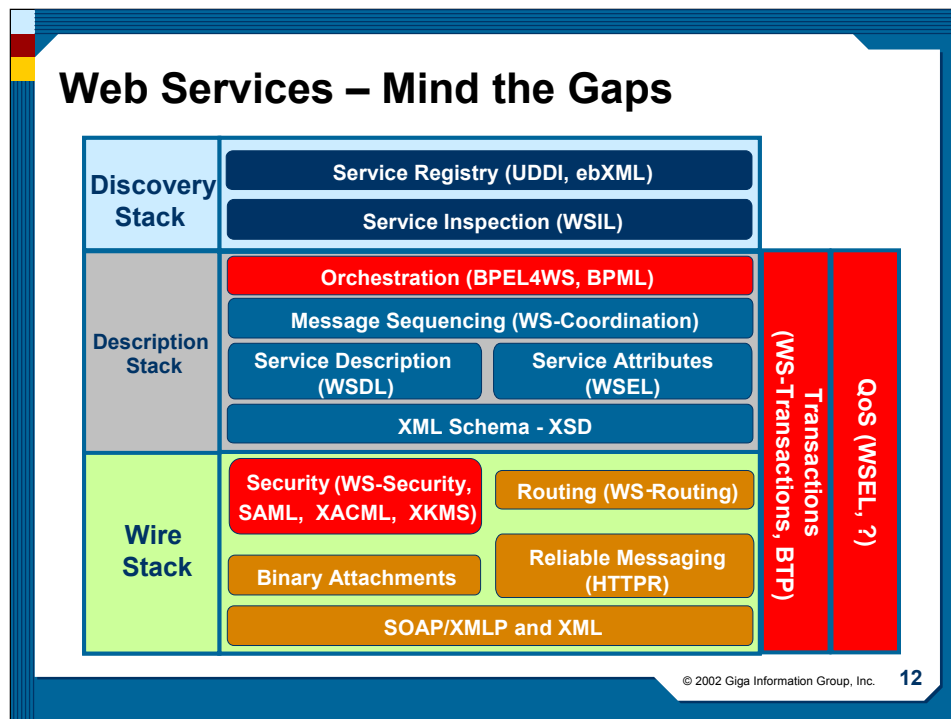 Web Services – Mind the Gaps
Discovery
Stack
Service Registry (UDDI, ebXML)
Service Inspection (WSIL)
Description
Stack
Orchestration (BPEL4WS, BPML)
Message Sequencing (WS-Coordination)
Service Description
(WSDL)
Service Attributes
(WSEL)
XML Schema - XSD
Wire
Stack
Security (WS-Security,
SAML, XACML, XKMS)
Routing (WS-Routing)
Binary Attachments
Reliable Messaging
(HTTPR)
SOAP/XMLP and XML
Transactions
(WS-Transactions, BTP)
QoS (WSEL, ?)
© 2002 Giga Information Group, Inc. 12